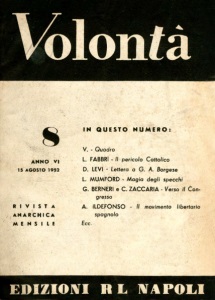 Volontà
8
ANNO VI
15 AGOSTO 1952
RIVISTA
ANARCHICA
MENSILE
IN QUESTO NUMERO:
V. - Quadro
L. FABBRI - Il pericolo Cattolico
D. LEVI - Lettera a G. A. Borgese
L. MUMFORD - Magia degli specchi
G. BERNERI e C. ZACCARIA - Verso il Con-
gresso
A. ILDEFONSO - Il movimento libertario
spagnolo
Ecc.
EDIZIONI RL NAPOLI